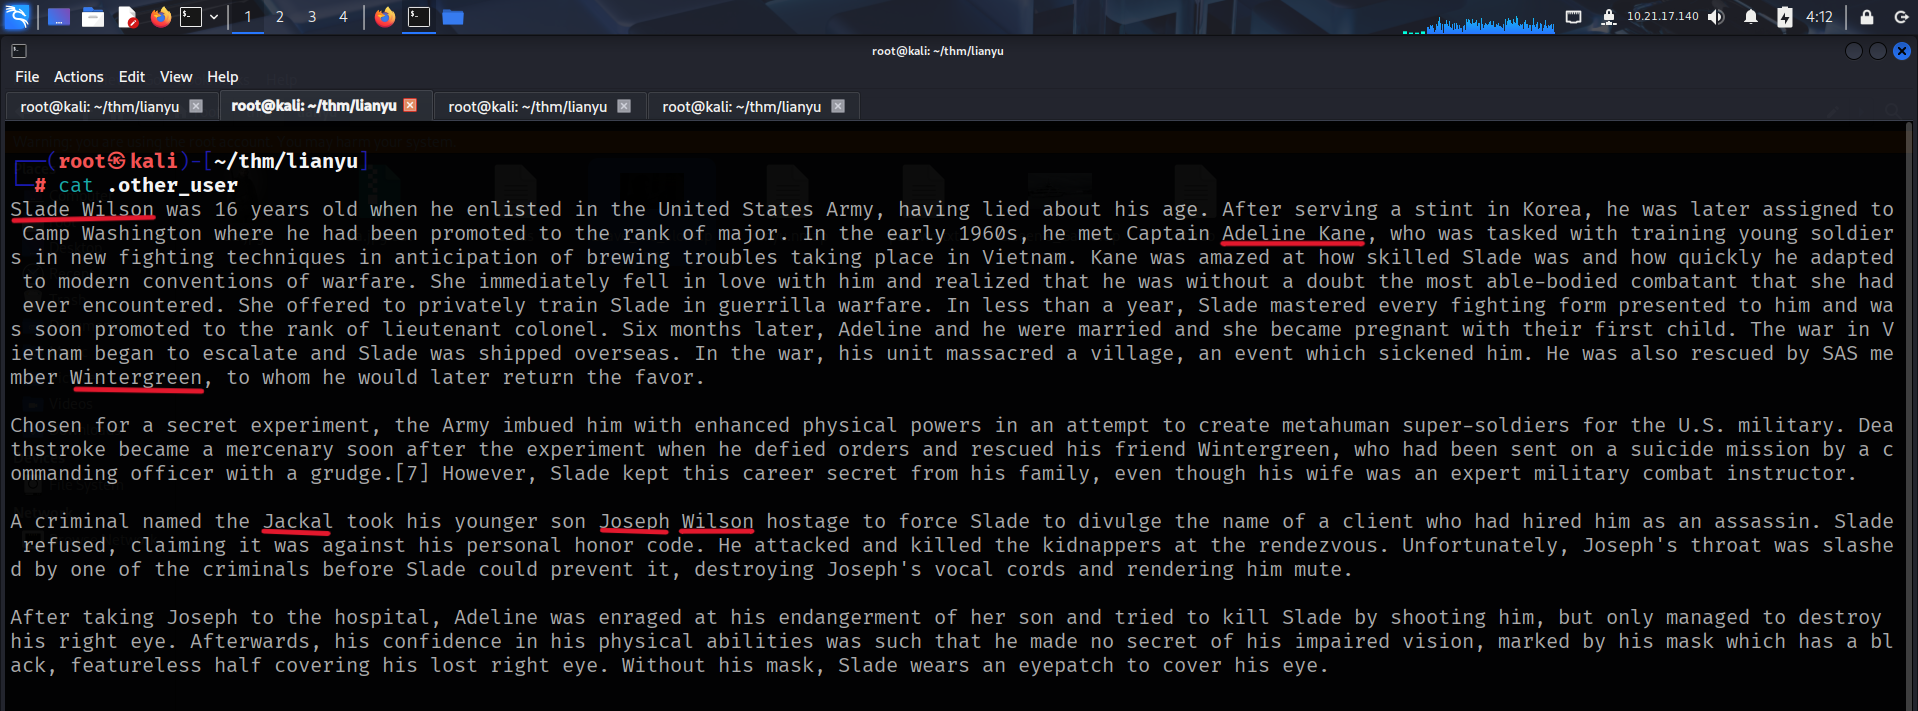 1 2 3 4
10.21.17.140
4:12
root@kali: ~/thm/lianyu
File Actions Edit View Help
root@kali: ~/thm/lianyu root@kali: ~/thm/lianyu root@kali: ~/thm/lianyu root@kali: ~/thm/lianyu
(root㉿kali)-[~/thm/lianyu]
# cat .other_user
Slade Wilson was 16 years old when he enlisted in the United States Army, having lied about his age. After serving a stint in Korea, he was later assigned to
Camp Washington where he had been promoted to the rank of major. In the early 1960s, he met Captain Adeline Kane, who was tasked with training young soldier
s in new fighting techniques in anticipation of brewing troubles taking place in Vietnam. Kane was amazed at how skilled Slade was and how quickly he adapted
to modern conventions of warfare. She immediately fell in love with him and realized that he was without a doubt the most able-bodied combatant that she had
ever encountered. She offered to privately train Slade in guerrilla warfare. In less than a year, Slade mastered every fighting form presented to him and wa
s soon promoted to the rank of lieutenant colonel. Six months later, Adeline and he were married and she became pregnant with their first child. The war in V
ietnam began to escalate and Slade was shipped overseas. In the war, his unit massacred a village, an event which sickened him. He was also rescued by SAS me
mber Wintergreen, to whom he would later return the favor.
Chosen for a secret experiment, the Army imbued him with enhanced physical powers in an attempt to create metahuman super-soldiers for the U.S. military. Dea
thstroke became a mercenary soon after the experiment when he defied orders and rescued his friend Wintergreen, who had been sent on a suicide mission by a c
ommanding officer with a grudge.[7] However, Slade kept this career secret from his family, even though his wife was an expert military combat instructor.
A criminal named the Jackal took his younger son Joseph Wilson hostage to force Slade to divulge the name of a client who had hired him as an assassin. Slade
refused, claiming it was against his personal honor code. He attacked and killed the kidnappers at the rendezvous. Unfortunately, Joseph's throat was slashe
d by one of the criminals before Slade could prevent it, destroying Joseph's vocal cords and rendering him mute.
After taking Joseph to the hospital, Adeline was enraged at his endangerment of her son and tried to kill Slade by shooting him, but only managed to destroy
his right eye. Afterwards, his confidence in his physical abilities was such that he made no secret of his impaired vision, marked by his mask which has a bl
ack, featureless half covering his lost right eye. Without his mask, Slade wears an eyepatch to cover his eye.